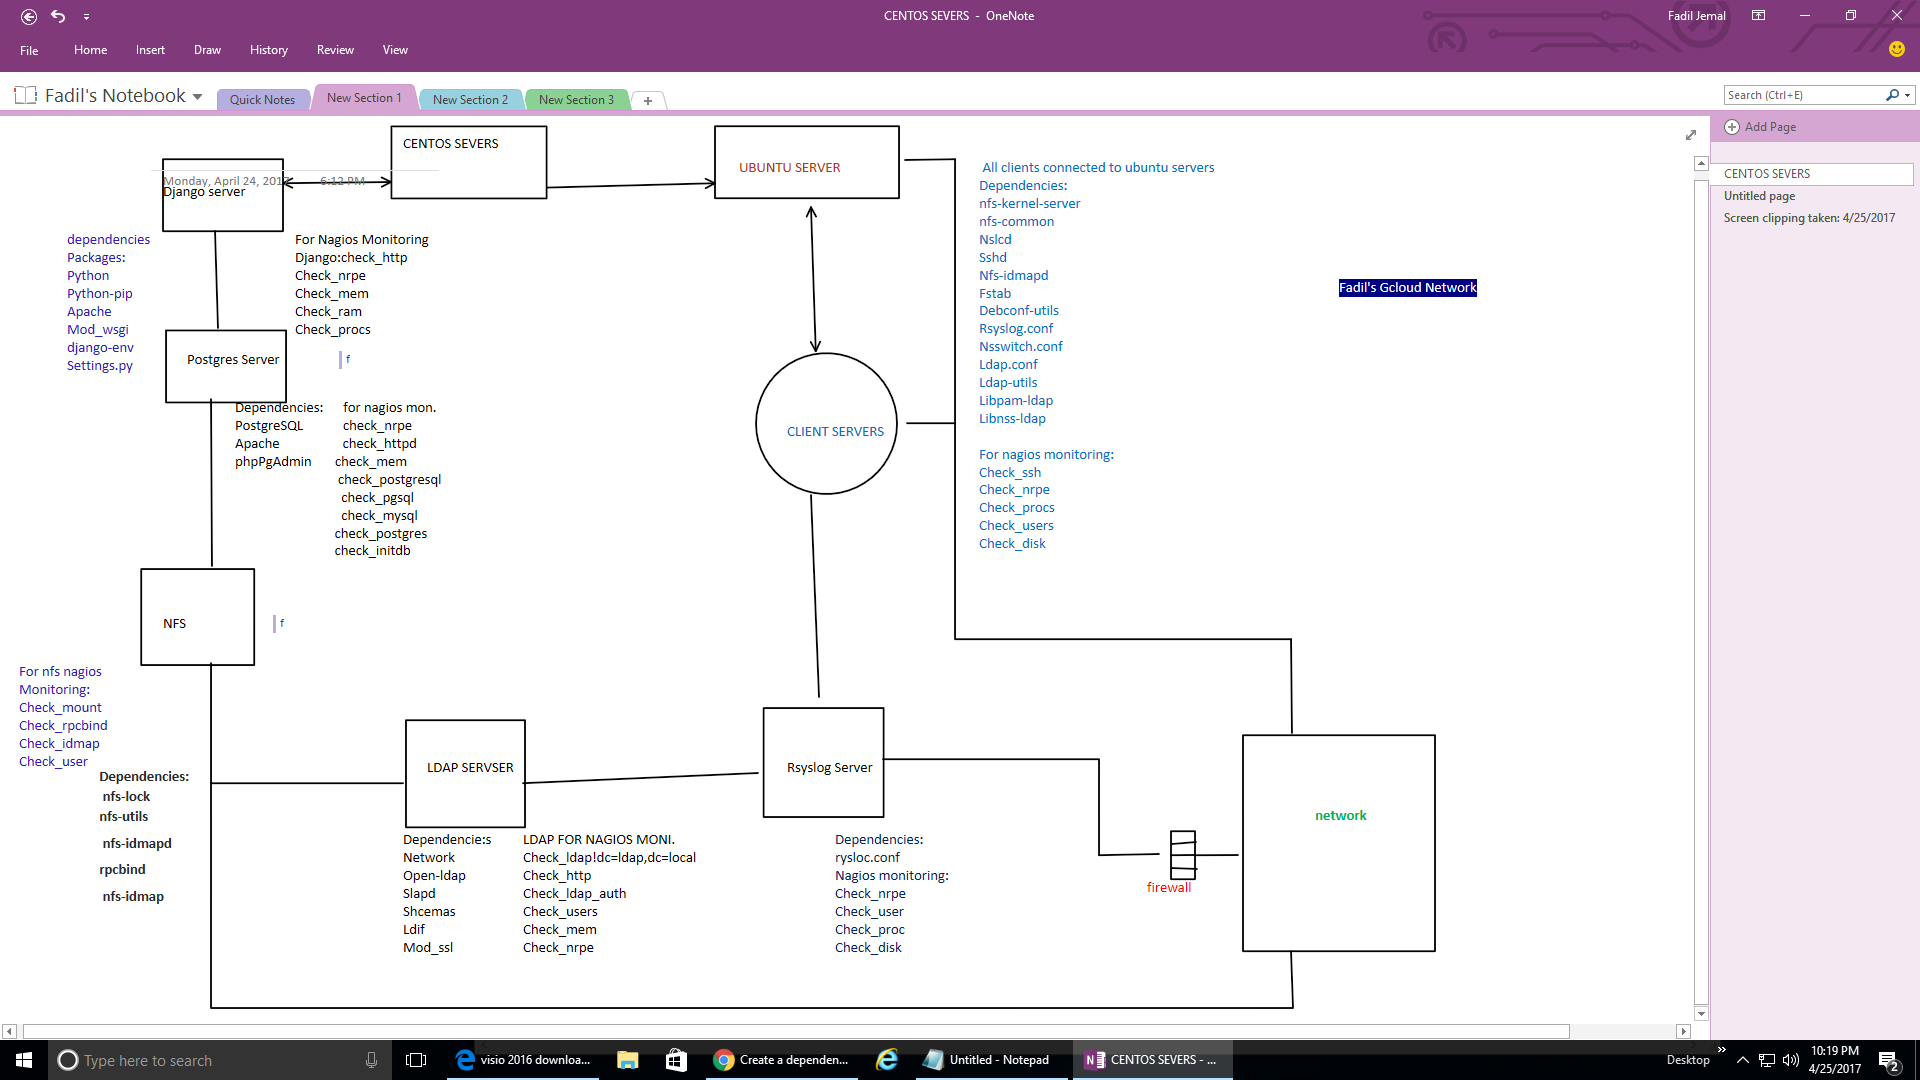 CENTOS SEVERS - OneNote
Fadil Jemal
File
Home
Insert
Draw
History
Review
View
Fadil's Notebook
Quick Notes
New Section 1
New Section 2
New Section 3
+
Search (Ctrl+E)
Add Page
CENTOS SEVERS
Untitled page
Screen clipping taken: 4/25/2017
CENTOS SEVERS
Monday, April 24, 2017
6:12 PM
Django server
UBUNTU SERVER
dependencies
Packages:
Python
Python-pip
Apache
Mod_wsgi
django-env
Settings.py
For Nagios Monitoring
Django:check_http
Check_nrpe
Check_mem
Check_ram
Check_procs
f
Postgres Server
Dependencies:
PostgreSQL
Apache
phpPgAdmin
for nagios mon.
check_nrpe
check_httpd
check_mem
check_postgresql
check_pgsql
check_mysql
check_postgres
check_initdb
CLIENT SERVERS
All clients connected to ubuntu servers
Dependencies:
nfs-kernel-server
nfs-common
Nslcd
Sshd
Nfs-idmapd
Fstab
Debconf-utils
Rsyslog.conf
Nsswitch.conf
Ldap.conf
Ldap-utils
Libpam-ldap
Libnss-ldap
For nagios monitoring:
Check_ssh
Check_nrpe
Check_procs
Check_users
Check_disk
Fadil's Gcloud Network
NFS
f
For nfs nagios
Monitoring:
Check_mount
Check_rpcbind
Check_idmap
Check_user
Dependencies:
nfs-lock
nfs-utils
nfs-idmapd
rpcbind
nfs-idmap
LDAP SERVSER
Dependencie:s
Network
Open-ldap
Slapd
Shcemas
Ldif
Mod_ssl
LDAP FOR NAGIOS MONI.
Check_ldap!dc=ldap,dc=local
Check_http
Check_ldap_auth
Check_users
Check_mem
Check_nrpe
Rsyslog Server
Dependencies:
rysloc.conf
Nagios monitoring:
Check_nrpe
Check_user
Check_proc
Check_disk
firewall
network
Type here to search
visio 2016 downloa...
Create a dependen...
Untitled - Notepad
CENTOS SEVERS - ...
Desktop
10:19 PM
4/25/2017
2